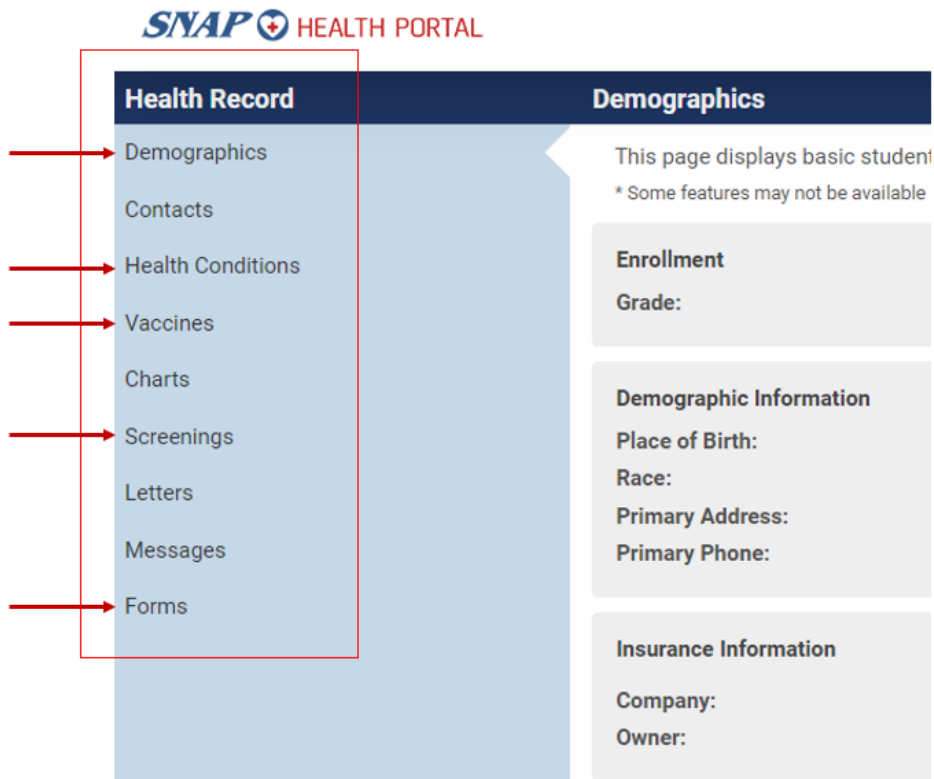 SNAP HEALTH PORTAL
Health Record
Demographics
Contacts
Health Conditions
Vaccines
Charts
Screenings
Letters
Messages
Forms
Demographics
This page displays basic student
* Some features may not be available
Enrollment
Grade:
Demographic Information
Place of Birth:
Race:
Primary Address:
Primary Phone:
Insurance Information
Company:
Owner: